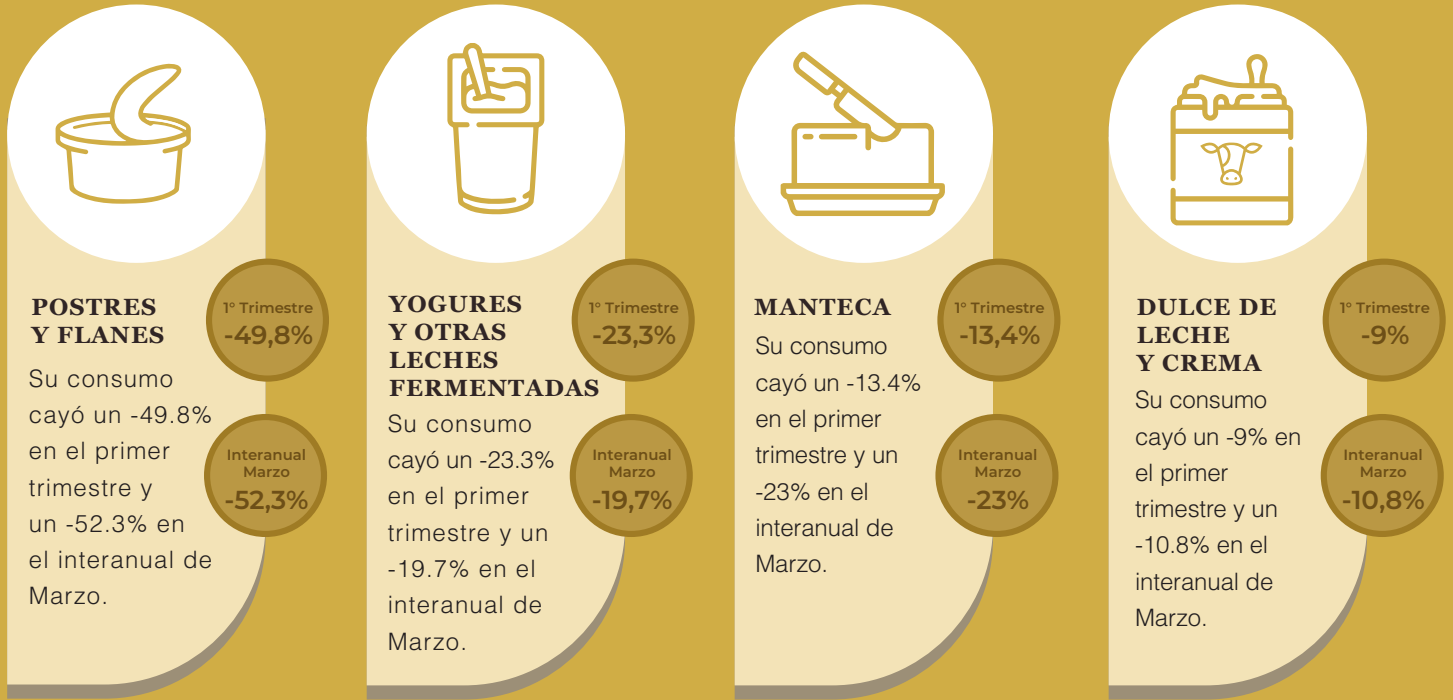 POSTRES
Y FLANES
Su consumo
cayó un -49.8%
en el primer
trimestre y
un -52.3% en
el interanual de
Marzo.
1° Trimestre
-49,8%
Interanual
Marzo
-52,3%
YOGURES
Y OTRAS
LECHES
FERMENTADAS
Su consumo
cayó un -23.3%
en el primer
trimestre y un
-19.7% en el
interanual de
Marzo.
1° Trimestre
-23,3%
Interanual
Marzo
-19,7%
MANTECA
Su consumo
cayó un -13.4%
en el primer
trimestre y un
-23% en el
interanual de
Marzo.
1° Trimestre
-13,4%
Interanual
Marzo
-23%
DULCE DE
LECHE
Y CREMA
Su consumo
cayó un -9% en
el primer
trimestre y un
-10.8% en el
interanual de
Marzo.
1° Trimestre
-9%
Interanual
Marzo
-10,8%